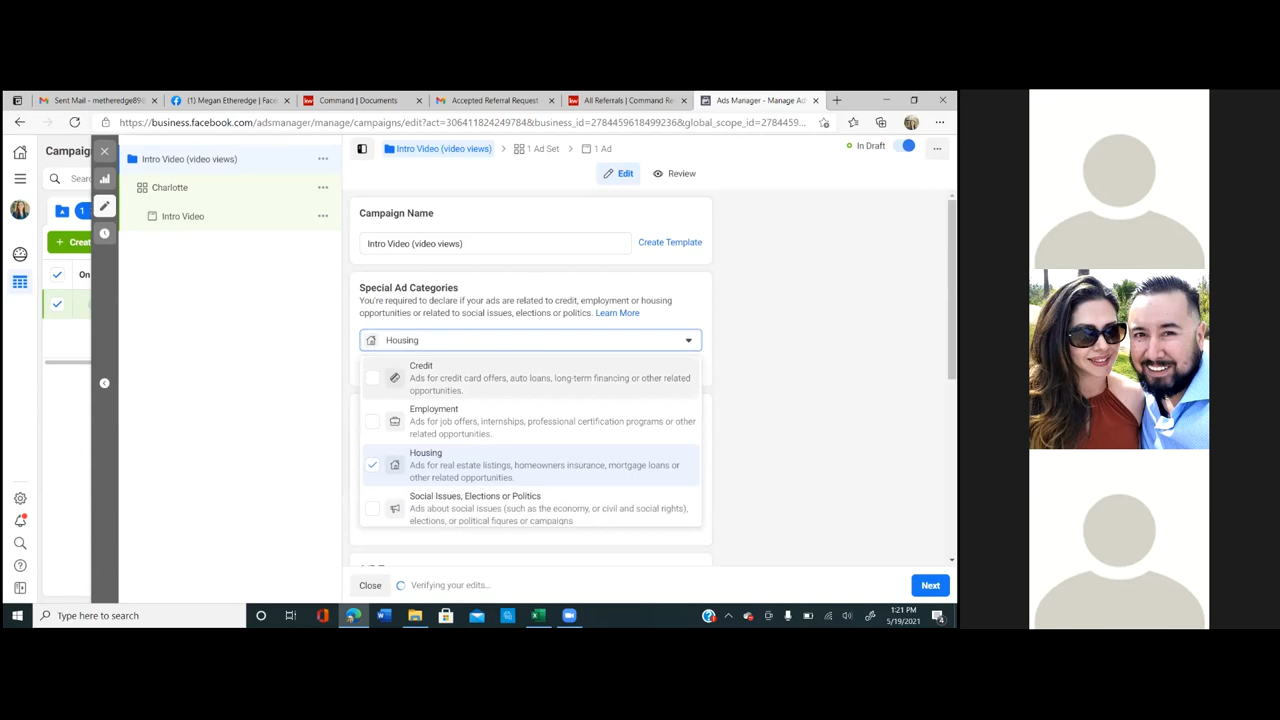 Sent Mail - metheredge898
(1) Megan Etheredge | Face
Command | Documents
Accepted Referral Request
All Referrals | Command Re
Ads Manager - Manage Ad
https://business.facebook.com/adsmanager/manage/campaigns/edit?act=306411824249784&business_id=2784459618499236&global_scope_id=2784459...
Campaig
Sear
1
+ Creat
On
Intro Video (video views)
Charlotte
Intro Video
Intro Video (video views) > 1 Ad Set > 1 Ad
In Draft
Edit
Review
Campaign Name
Intro Video (video views)
Create Template
Special Ad Categories
You're required to declare if your ads are related to credit, employment or housing
opportunities or related to social issues, elections or politics. Learn More
Housing
Credit
Ads for credit card offers, auto loans, long-term financing or other related
opportunities.
Employment
Ads for job offers, internships, professional certification programs or other
related opportunities.
Housing
Ads for real estate listings, homeowners insurance, mortgage loans or
other related opportunities.
Social Issues, Elections or Politics
Ads about social issues (such as the economy, or civil and social rights),
elections, or political figures or campaigns
Close
Verifying your edits...
Next
Type here to search
1:21 PM
5/19/2021
4